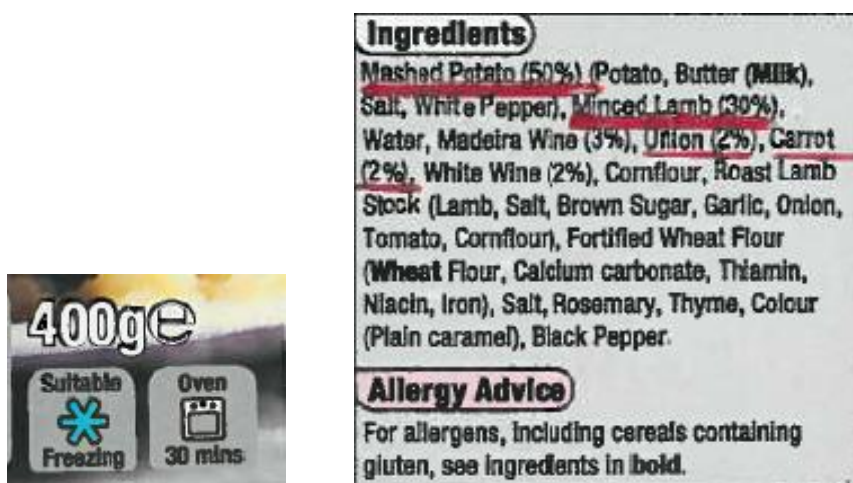 400g℮
Suitable
Freezing
Oven
30 mins
Ingredients
Mashed Potato (50%) (Potato, Butter (Milk),
Salt, White Pepper), Minced Lamb (30%),
Water, Madeira Wine (3%), Onion (2%), Carrot
(2%), White Wine (2%), Cornflour, Roast Lamb
Stock (Lamb, Salt, Brown Sugar, Garlic, Onion,
Tomato, Cornflour), Fortified Wheat Flour
(Wheat Flour, Calcium carbonate, Thiamin,
Niacin, Iron), Salt, Rosemary, Thyme, Colour
(Plain caramel), Black Pepper.
Allergy Advice
For allergens, including cereals containing
gluten, see ingredients in bold.